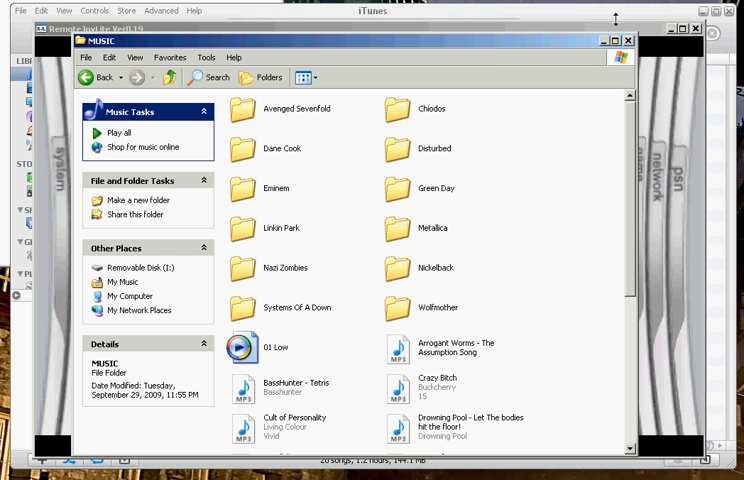 File Edit View Controls Store Advanced Help
iTunes
RemoteJoyLite Ver0.19
MUSIC
File Edit View Favorites Tools Help
Back
Search
Folders
Music Tasks
Play all
Shop for music online
File and Folder Tasks
Make a new folder
Share this folder
Other Places
Removable Disk (I:)
My Music
My Computer
My Network Places
Details
MUSIC
File Folder
Date Modified: Tuesday,
September 29, 2009, 11:55 PM
Avenged Sevenfold
Chiodos
Dane Cook
Disturbed
Eminem
Green Day
Linkin Park
Metallica
Nazi Zombies
Nickelback
Systems Of A Down
Wolfmother
01 Low
MP3
Arrogant Worms - The
Assumption Song
MP3
BassHunter - Tetris
Basshunter
MP3
Crazy Bitch
Buckcherry
15
MP3
Cult of Personality
Living Colour
Vivid
MP3
Drowning Pool - Let The bodies
hit the floor!
Drowning Pool
system
network
psn
LIB
STO
20 songs, 1.2 hours, 144.1 MB